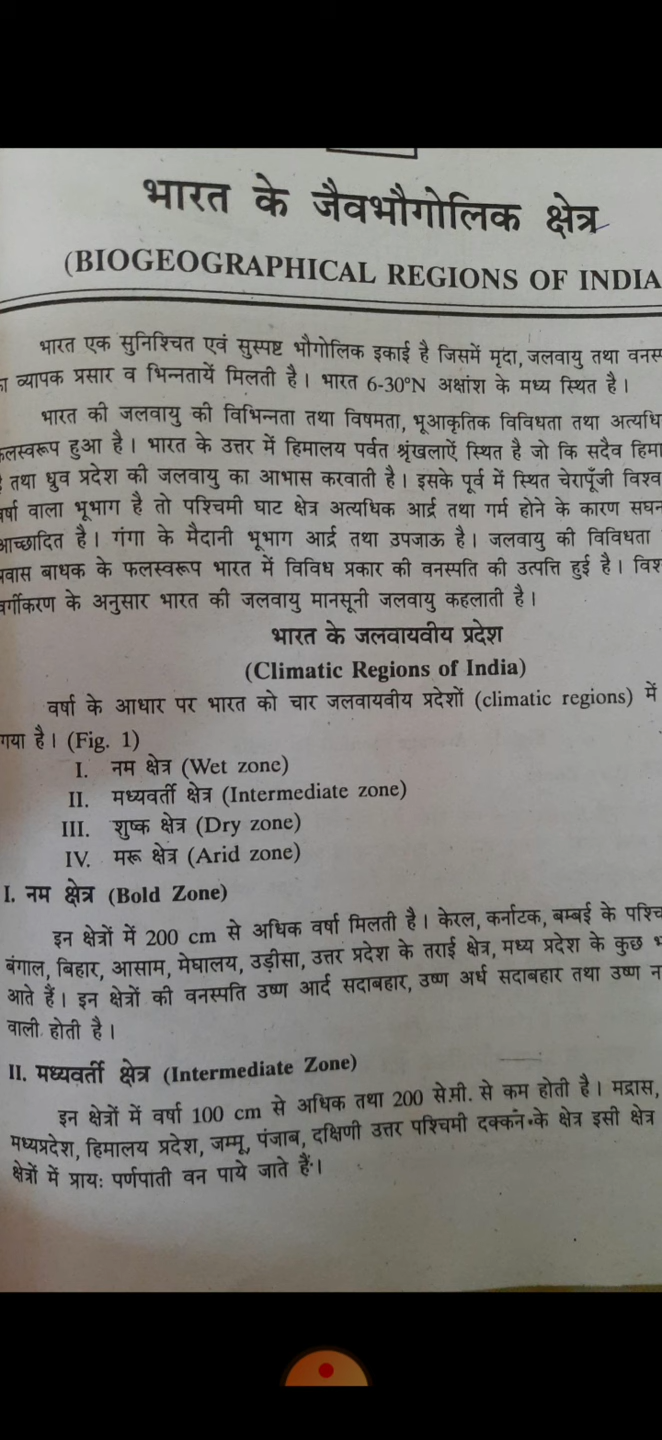 भारत के जैवभौगोलिक क्षेत्र
(BIOGEOGRAPHICAL REGIONS OF INDIA
भारत एक सुनिश्चित एवं सुस्पष्ट भौगोलिक इकाई है जिसमें मृदा, जलवायु तथा
व्यापक प्रसार व भिन्नतायें मिलती है। भारत 6-30°N अक्षांश के मध्य स्थित है।
भारत की जलवायु की विभिन्नता तथा विषमता, भूआकृतिक विविधता तथा
हुआ है। भारत के उत्तर में हिमालय पर्वत श्रृंखलाऐं स्थित है जो कि सदैव
तथा ध्रुव प्रदेश की जलवायु का आभास करवाती है। इसके पूर्व में स्थित चेरापूँजी विश्व
वाला भूभाग है तो पश्चिमी घाट क्षेत्र अत्यधिक आर्द्र तथा गर्म होने के कारण
आच्छादित है। गंगा के मैदानी भूभाग आर्द्र तथा उपजाऊ है। जलवायु की विविधता
बाधक के फलस्वरूप भारत में विविध प्रकार की वनस्पति की उत्पत्ति हुई है।
वर्गीकरण के अनुसार भारत की जलवायु मानसूनी जलवायु कहलाती है।
भारत के जलवायवीय प्रदेश
(Climatic Regions of India)
वर्षा के आधार पर भारत को चार जलवायवीय प्रदेशों (climatic regions) में
गया है। (Fig. 1)
I. नम क्षेत्र (Wet zone)
II. मध्यवर्ती क्षेत्र (Intermediate zone)
III. शुष्क क्षेत्र (Dry zone)
IV. मरू क्षेत्र (Arid zone)
I. नम क्षेत्र (Bold Zone)
इन क्षेत्रों में 200 cm से अधिक वर्षा मिलती है। केरल, कर्नाटक, बम्बई के
बंगाल, बिहार, आसाम, मेघालय, उड़ीसा, उत्तर प्रदेश के तराई क्षेत्र, मध्य प्रदेश के कुछ
आते हैं। इन क्षेत्रों की वनस्पति उष्ण आर्द सदाबहार, उष्ण अर्ध सदाबहार तथा उष्ण
वाली होती है।
II. मध्यवर्ती क्षेत्र (Intermediate Zone)
इन क्षेत्रों में वर्षा 100 cm से अधिक तथा 200 से.मी. से कम होती है। मद्रास,
मध्यप्रदेश, हिमालय प्रदेश, जम्मू, पंजाब, दक्षिणी उत्तर पश्चिमी दक्कन के क्षेत्र इसी क्षेत्र
क्षेत्रों में प्रायः पर्णपाती वन पाये जाते हैं।